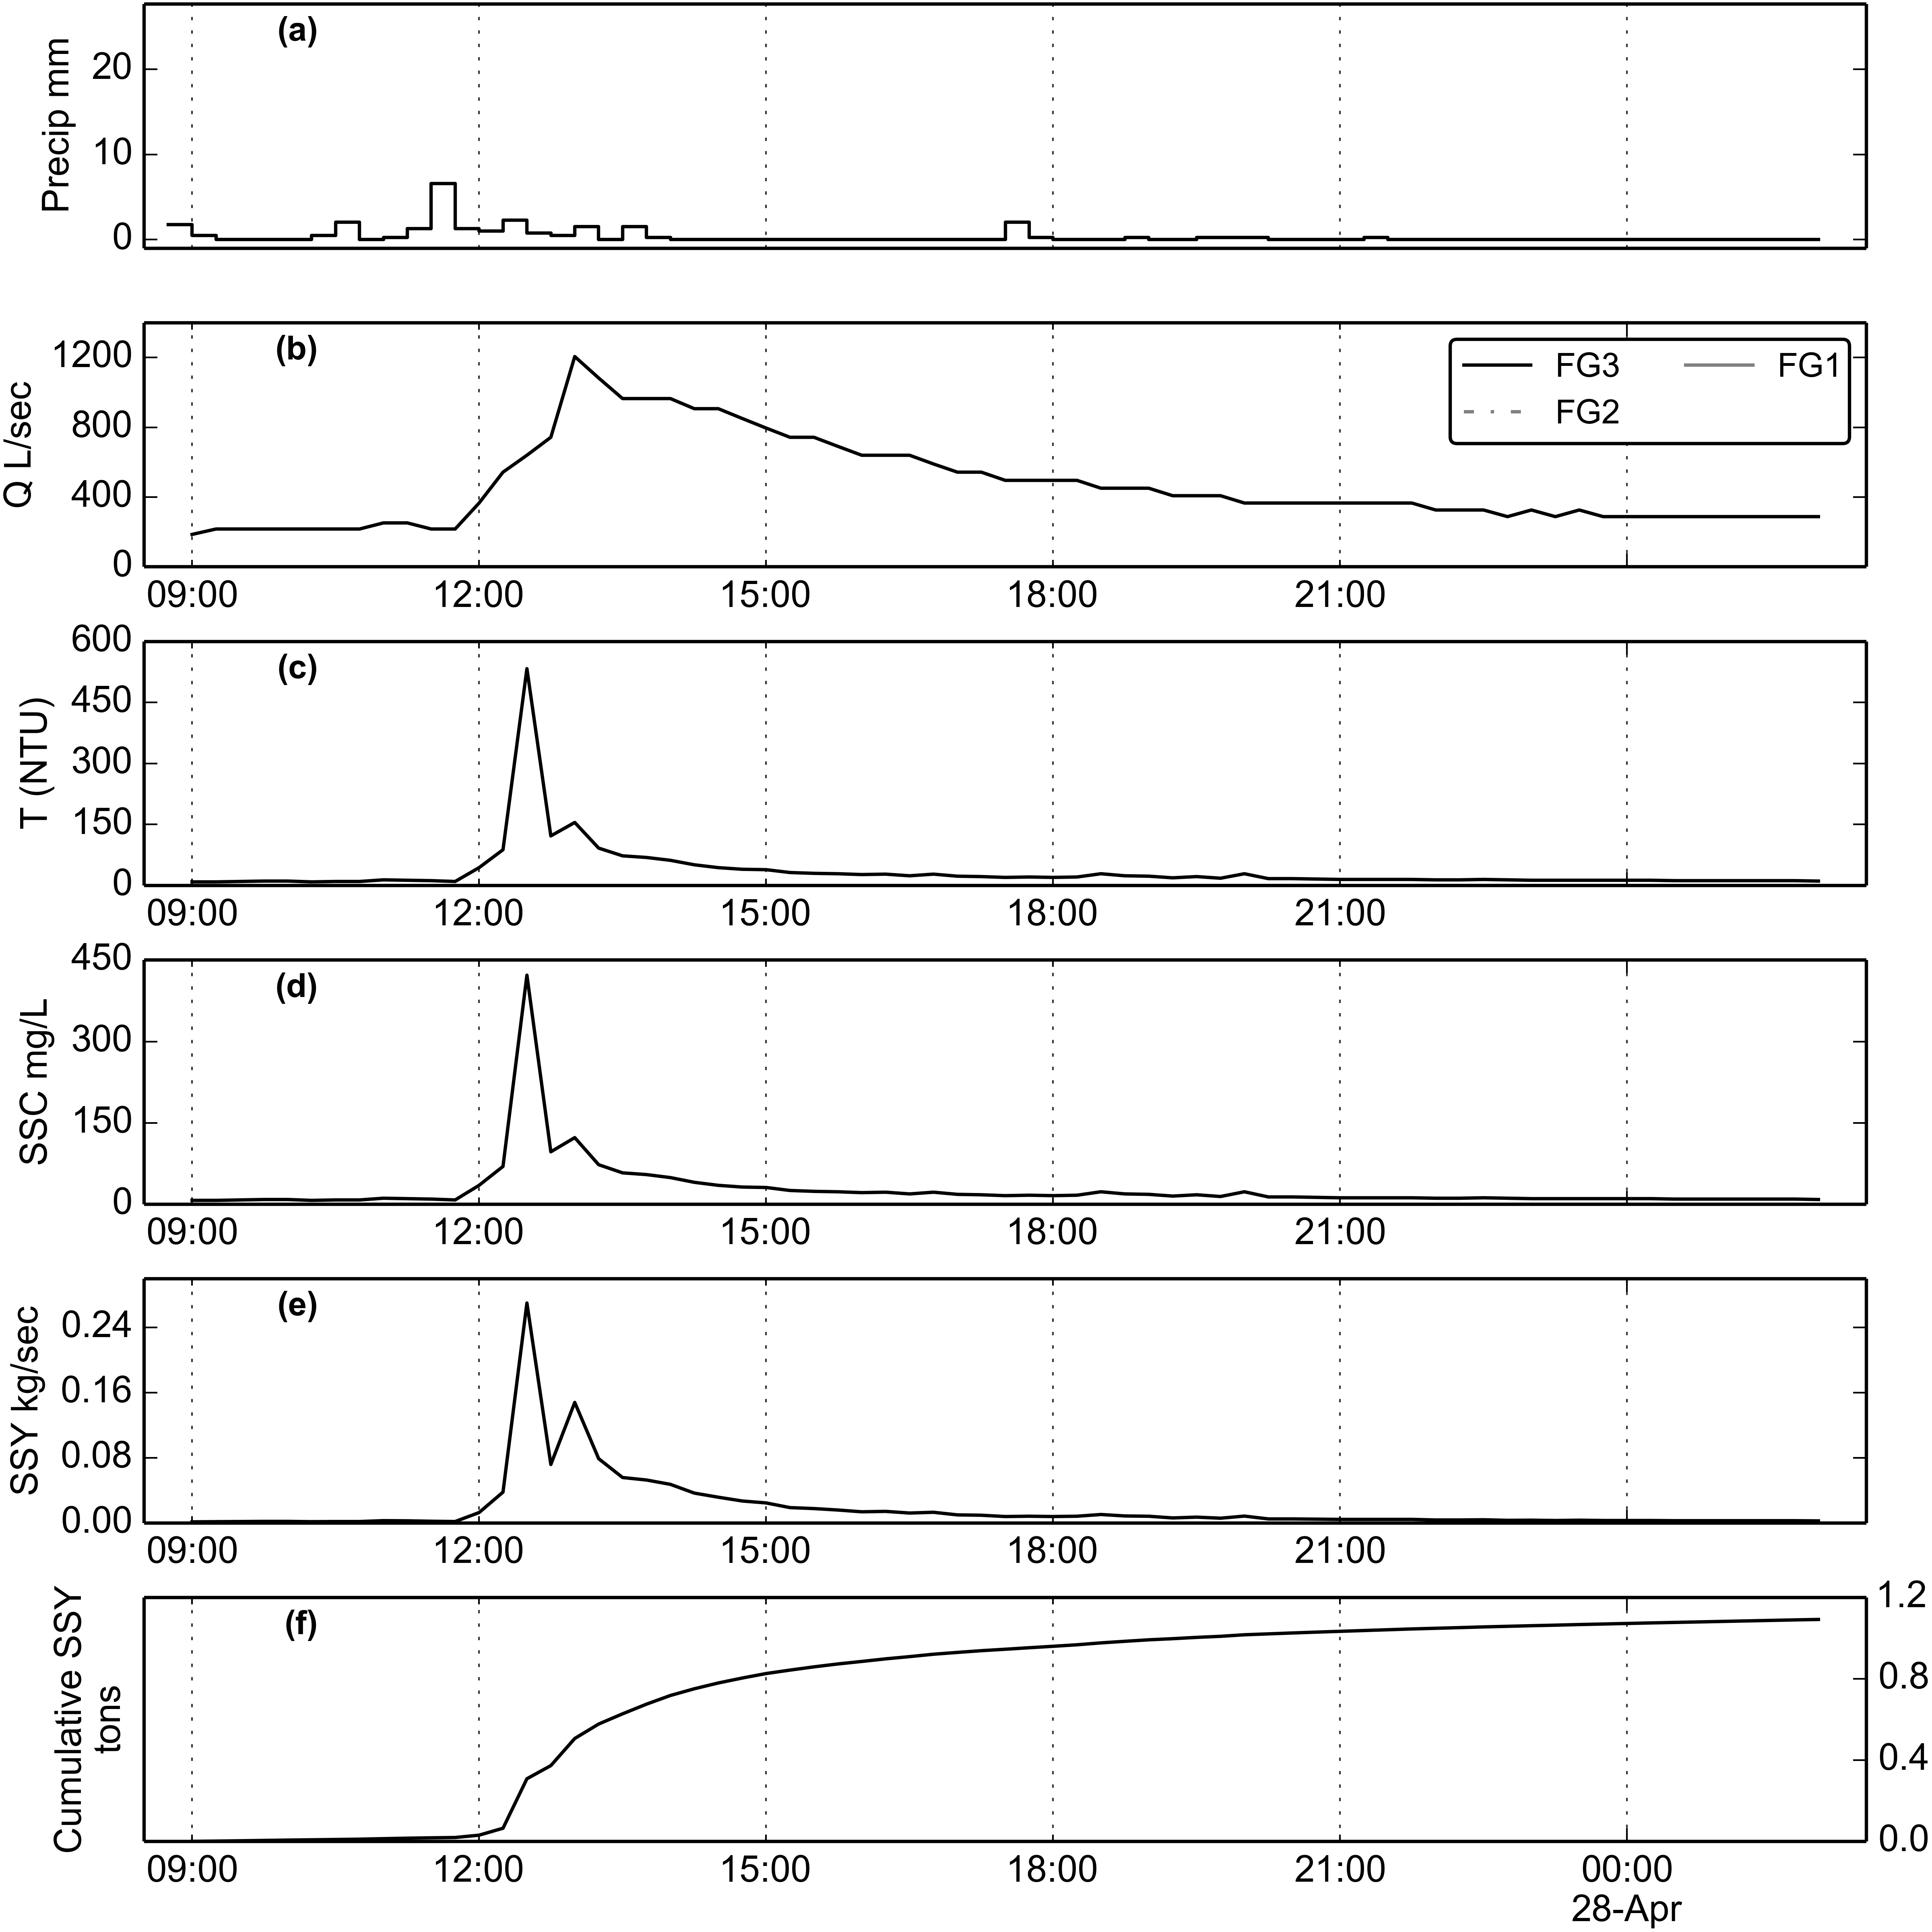 (a)
Precip mm
20
10
0
(b)
Q L/sec
1200
800
400
0
FG3 FG1
FG2
09:00 12:00 15:00 18:00 21:00
(c)
T (NTU)
600
450
300
150
0
09:00 12:00 15:00 18:00 21:00
(d)
SSC mg/L
450
300
150
0
09:00 12:00 15:00 18:00 21:00
(e)
SSY kg/sec
0.24
0.16
0.08
0.00
09:00 12:00 15:00 18:00 21:00
(f)
Cumulative SSY
tons
1.2
0.8
0.4
0.0
09:00 12:00 15:00 18:00 21:00 00:00
28-Apr